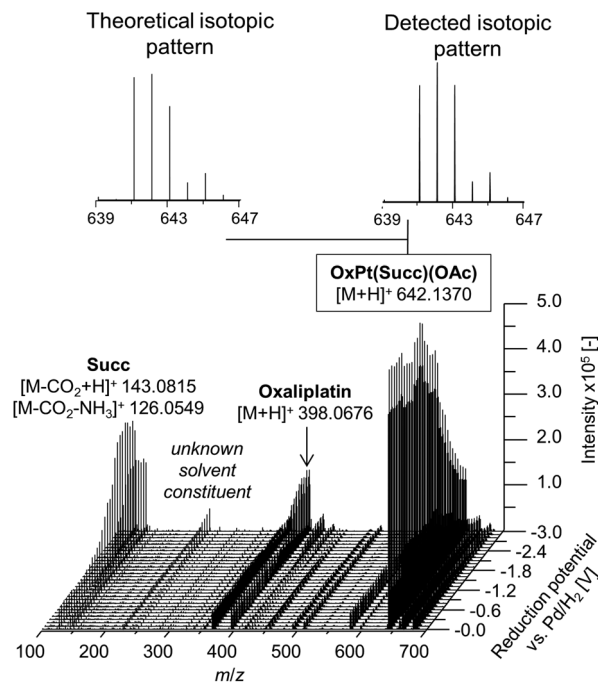 Theoretical isotopic
pattern
Detected isotopic
pattern
639 643 647
639 643 647
OxPt(Succ)(OAc)
[M+H]+ 642.1370
Succ
[M-CO2+H]+ 143.0815
[M-CO2-NH3]+ 126.0549
Oxaliplatin
[M+H]+ 398.0676
unknown
solvent
constituent
5.0
4.0
3.0
2.0
1.0
Intensity x10⁵ [-]
-3.0
-2.4
-1.8
-1.2
-0.6
-0.0
Reduction potential
vs. Pd/H2 [V]
100 200 300 400 500 600 700
m/z